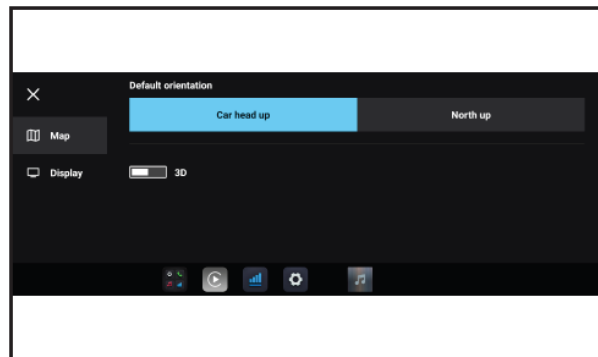 Default orientation
Car head up
North up
Map
Display
3D